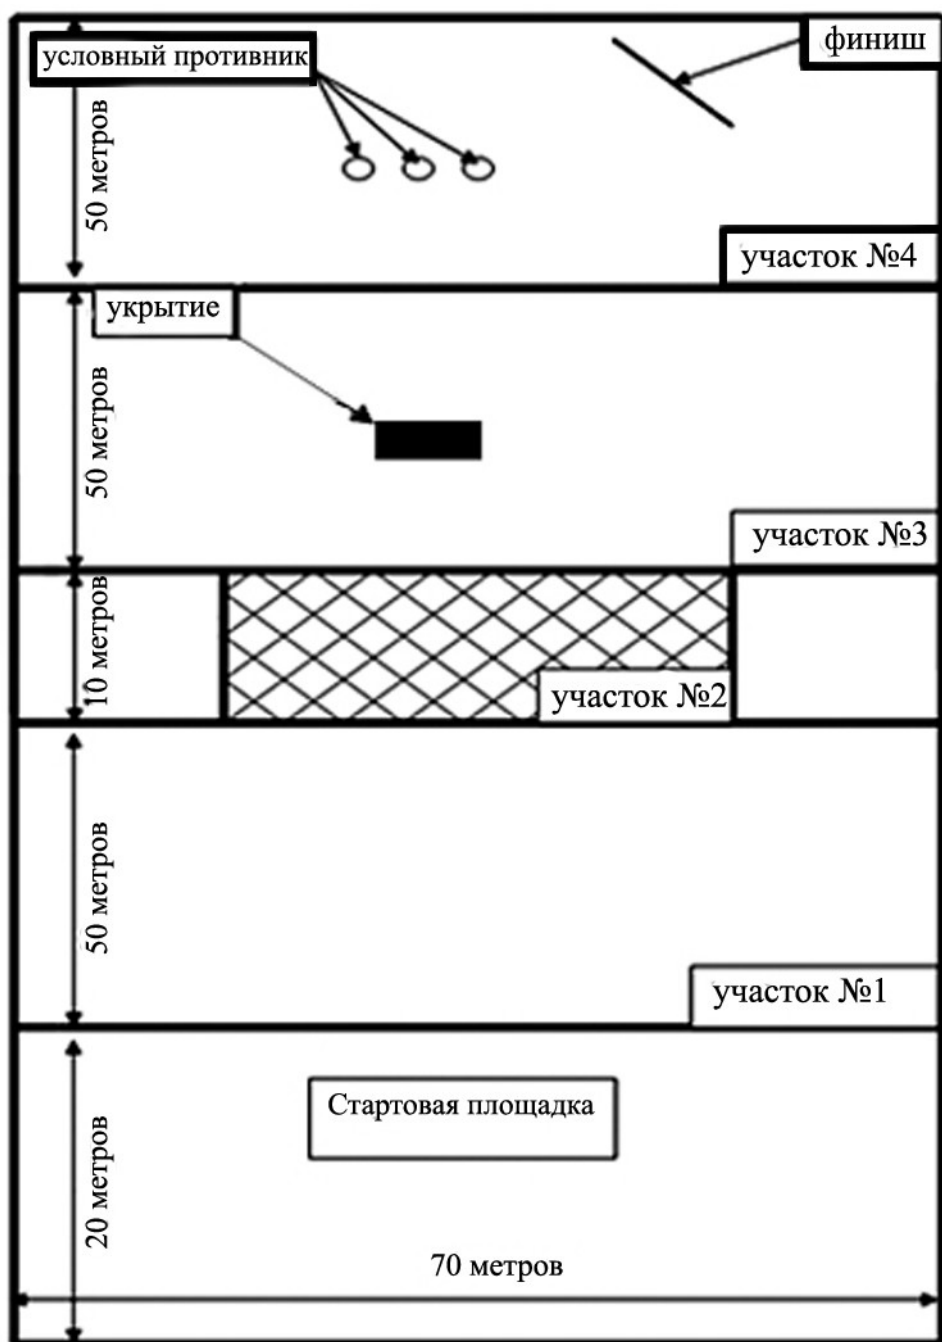 условный противник
финиш
50 метров
участок №4
укрытие
50 метров
участок №3
10 метров
участок №2
50 метров
участок №1
Стартовая площадка
20 метров
70 метров